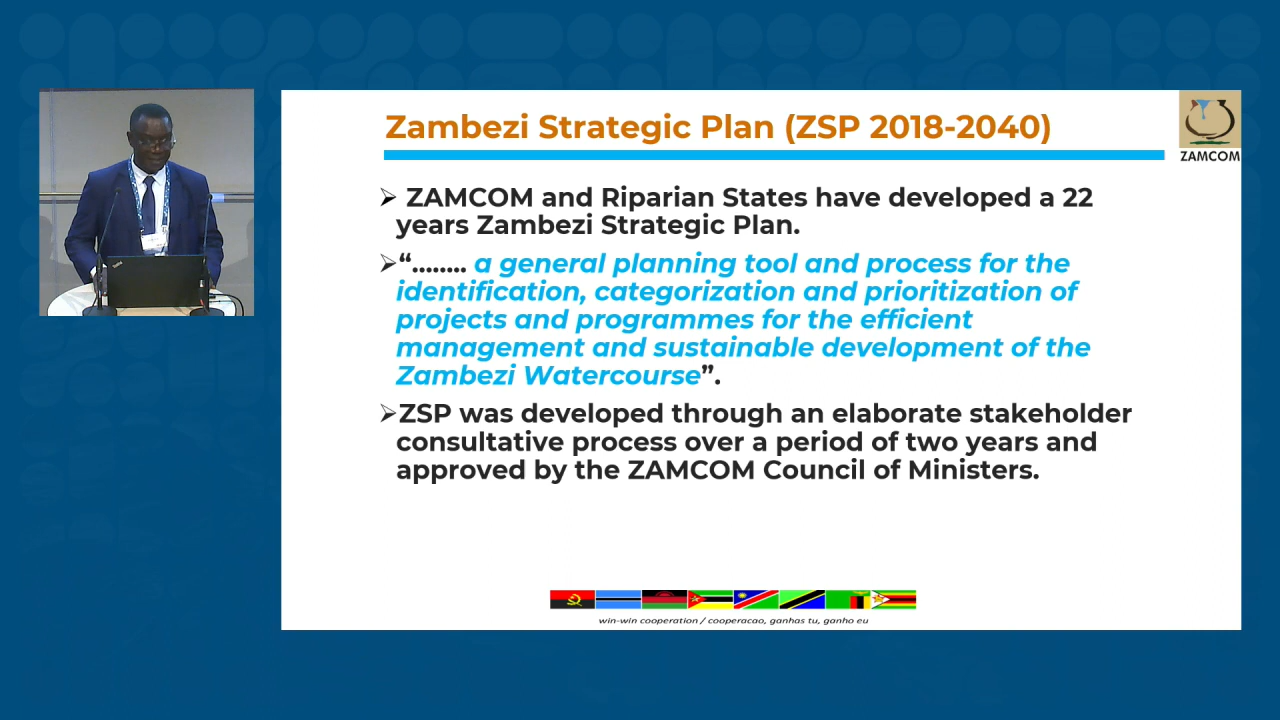 Zambezi Strategic Plan (ZSP 2018-2040)
ZAMCOM
ZAMCOM and Riparian States have developed a 22
years Zambezi Strategic Plan.
“........ a general planning tool and process for the
identification, categorization and prioritization of
projects and programmes for the efficient
management and sustainable development of the
Zambezi Watercourse”.
ZSP was developed through an elaborate stakeholder
consultative process over a period of two years and
approved by the ZAMCOM Council of Ministers.
win-win cooperation / cooperacao, ganhas tu, ganho eu